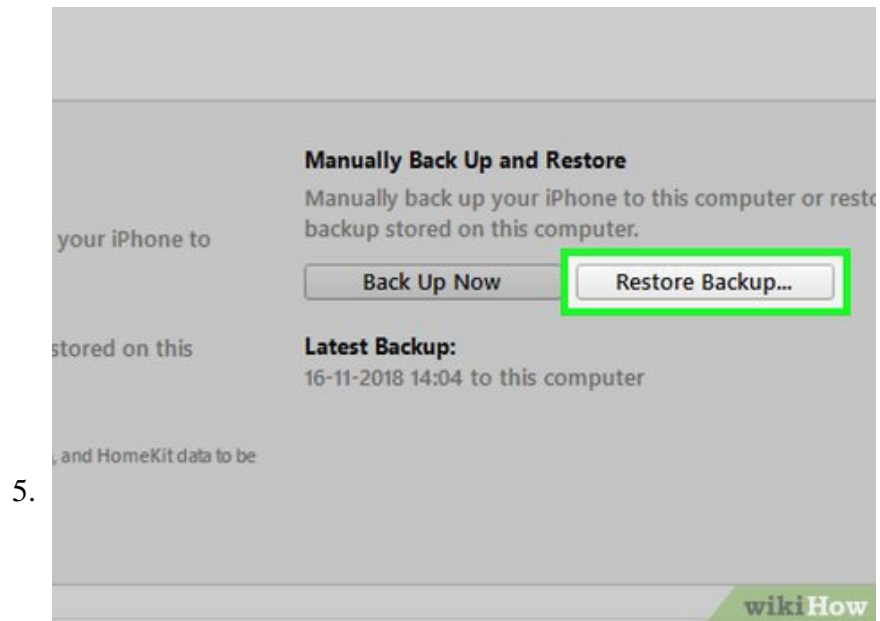 Manually Back Up and Restore
Manually back up your iPhone to this computer or resto
backup stored on this computer.
your iPhone to
Back Up Now
Restore Backup...
stored on this
Latest Backup:
16-11-2018 14:04 to this computer
, and HomeKit data to be
5.
wikiHow